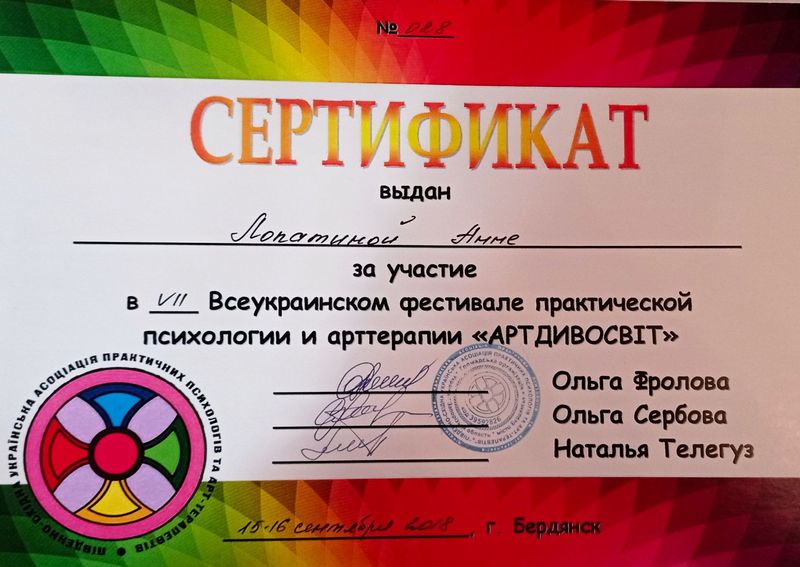 № 028
СЕРТИФИКАТ
выдан
Лопатиной Анне
за участие
в VII Всеукраинском фестивале практической
психологии и арттерапии «АРТДИВОСВІТ»
Ольга Фролова
Ольга Сербова
Наталья Телегуз
ПІВДЕННО-СХІДНА УКРАЇНСЬКА АСОЦІАЦІЯ ПРАКТИЧНИХ ПСИХОЛОГІВ ТА АРТ-ТЕРАПЕВТІВ
39592826
15-16 сентября 2018, г. Бердянск